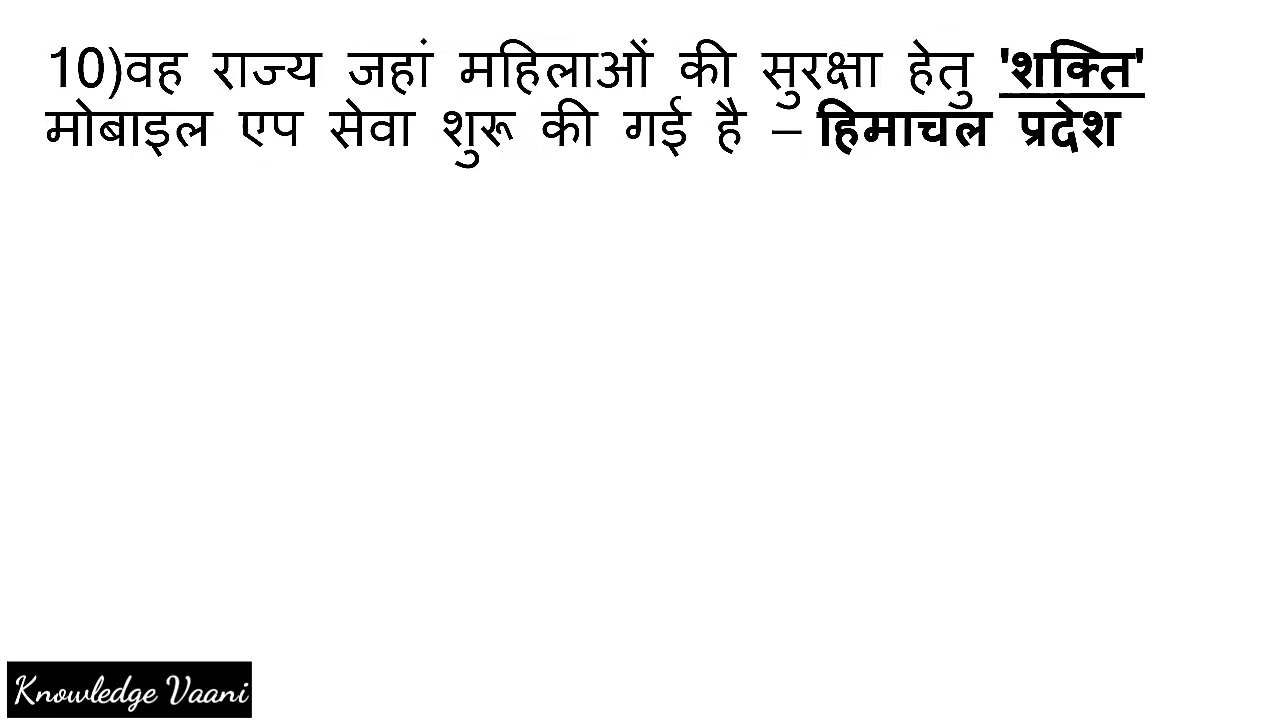 10)वह राज्य जहां महिलाओं की सुरक्षा हेतु 'शक्ति'
मोबाइल एप सेवा शुरू की गई है – हिमाचल प्रदेश
Knowledge Vaani